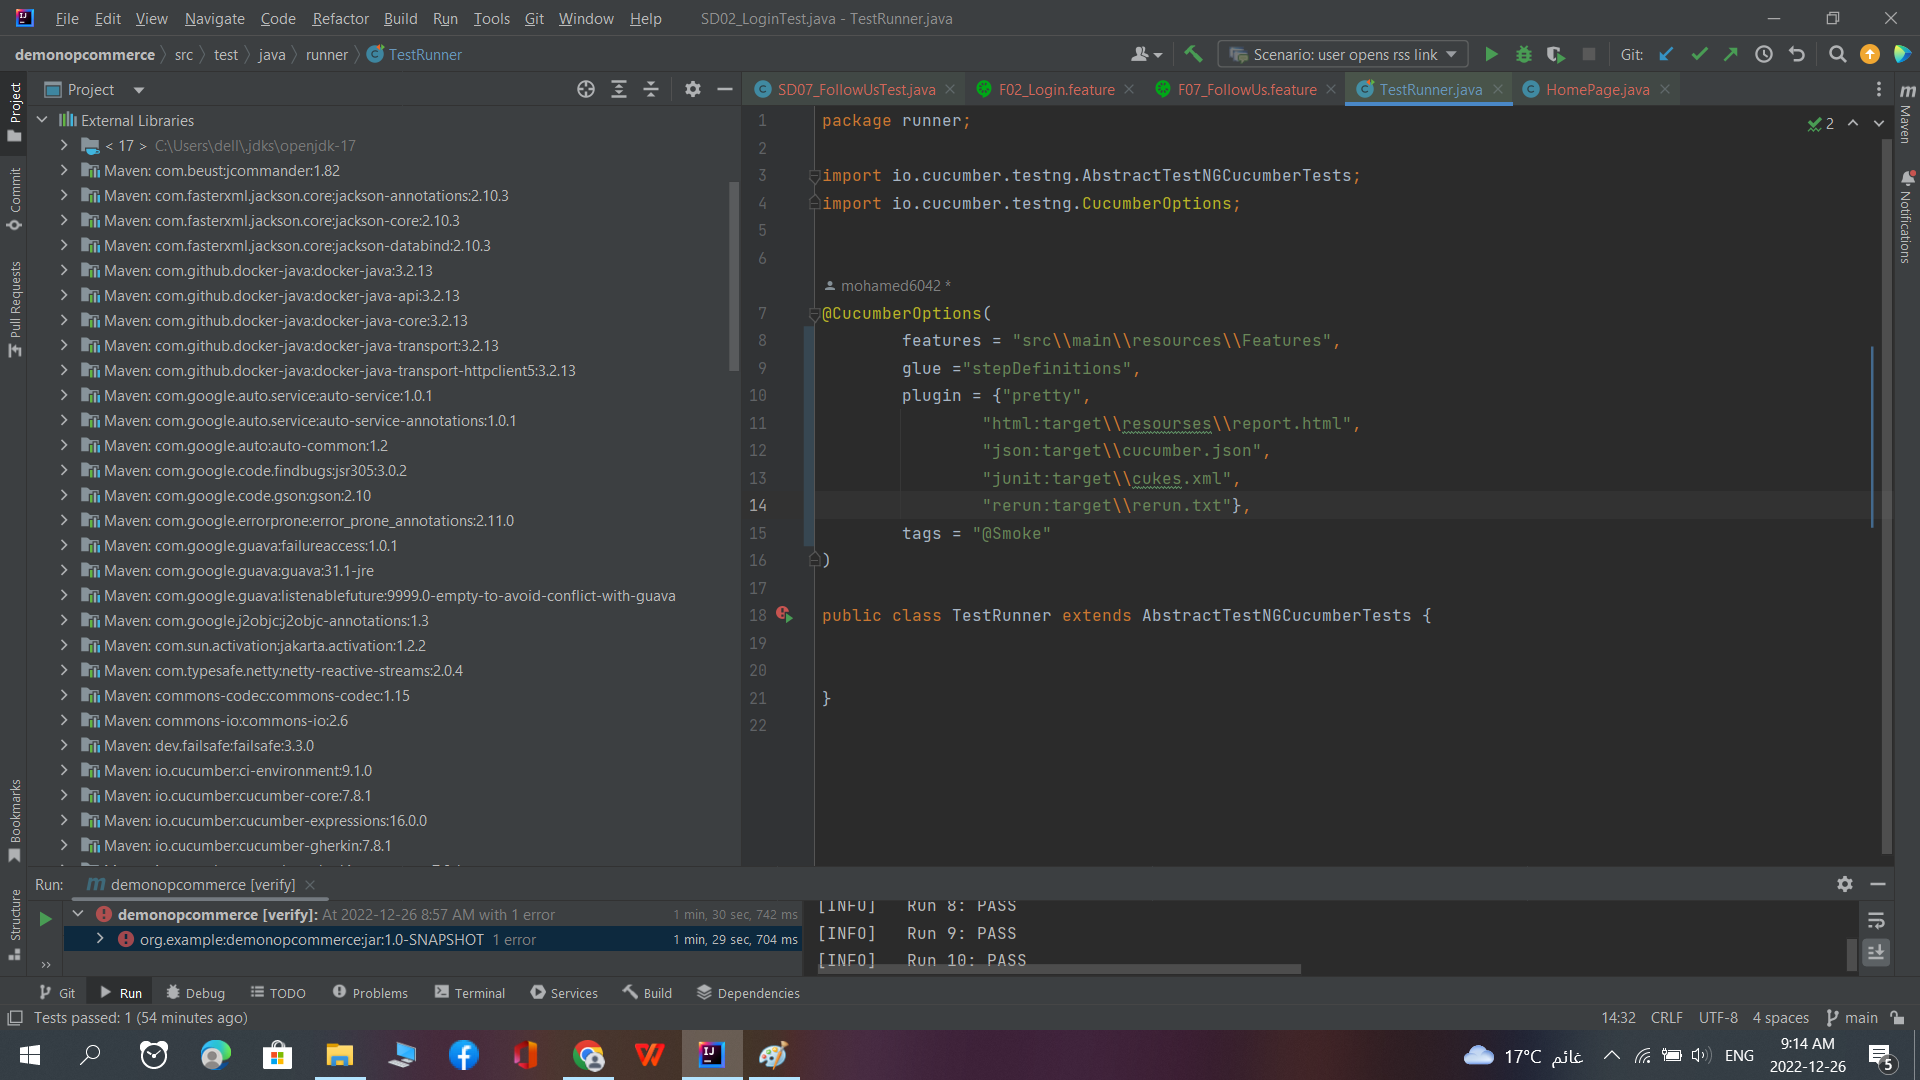 File Edit View Navigate Code Refactor Build Run Tools Git Window Help SD02_LoginTest.java - TestRunner.java
demonopcommerce src test java runner TestRunner Scenario: user opens rss link Git:
Project SD07_FollowUsTest.java F02_Login.feature F07_FollowUs.feature TestRunner.java HomePage.java
Project
Commit
Pull Requests
Bookmarks
Structure
External Libraries
< 17 > C:\Users\dell\.jdks\openjdk-17
Maven: com.beust:jcommander:1.82
Maven: com.fasterxml.jackson.core:jackson-annotations:2.10.3
Maven: com.fasterxml.jackson.core:jackson-core:2.10.3
Maven: com.fasterxml.jackson.core:jackson-databind:2.10.3
Maven: com.github.docker-java:docker-java:3.2.13
Maven: com.github.docker-java:docker-java-api:3.2.13
Maven: com.github.docker-java:docker-java-core:3.2.13
Maven: com.github.docker-java:docker-java-transport:3.2.13
Maven: com.github.docker-java:docker-java-transport-httpclient5:3.2.13
Maven: com.google.auto.service:auto-service:1.0.1
Maven: com.google.auto.service:auto-service-annotations:1.0.1
Maven: com.google.auto:auto-common:1.2
Maven: com.google.code.findbugs:jsr305:3.0.2
Maven: com.google.code.gson:gson:2.10
Maven: com.google.errorprone:error_prone_annotations:2.11.0
Maven: com.google.guava:failureaccess:1.0.1
Maven: com.google.guava:guava:31.1-jre
Maven: com.google.guava:listenablefuture:9999.0-empty-to-avoid-conflict-with-guava
Maven: com.google.j2objc:j2objc-annotations:1.3
Maven: com.sun.activation:jakarta.activation:1.2.2
Maven: com.typesafe.netty:netty-reactive-streams:2.0.4
Maven: commons-codec:commons-codec:1.15
Maven: commons-io:commons-io:2.6
Maven: dev.failsafe:failsafe:3.3.0
Maven: io.cucumber:ci-environment:9.1.0
Maven: io.cucumber:cucumber-core:7.8.1
Maven: io.cucumber:cucumber-expressions:16.0.0
Maven: io.cucumber:cucumber-gherkin:7.8.1
1 package runner;
2
3 import io.cucumber.testng.AbstractTestNGCucumberTests;
4 import io.cucumber.testng.CucumberOptions;
5
6
mohamed6042 *
7 @CucumberOptions(
8 features = "src\\main\\resources\\Features",
9 glue ="stepDefinitions",
10 plugin = {"pretty",
11 "html:target\\resourses\\report.html",
12 "json:target\\cucumber.json",
13 "junit:target\\cukes.xml",
14 "rerun:target\\rerun.txt"},
15 tags = "@Smoke"
16 )
17
18 public class TestRunner extends AbstractTestNGCucumberTests {
19
20
21 }
22
2
Maven
Notifications
Run: demonopcommerce [verify]
demonopcommerce [verify]: At 2022-12-26 8:57 AM with 1 error 1 min, 30 sec, 742 ms
org.example:demonopcommerce:jar:1.0-SNAPSHOT 1 error 1 min, 29 sec, 704 ms
[INFO] Run 8: PASS
[INFO] Run 9: PASS
[INFO] Run 10: PASS
Git Run Debug TODO Problems Terminal Services Build Dependencies
Tests passed: 1 (54 minutes ago) 14:32 CRLF UTF-8 4 spaces main
17°C غائم ENG 9:14 AM
2022-12-26 5